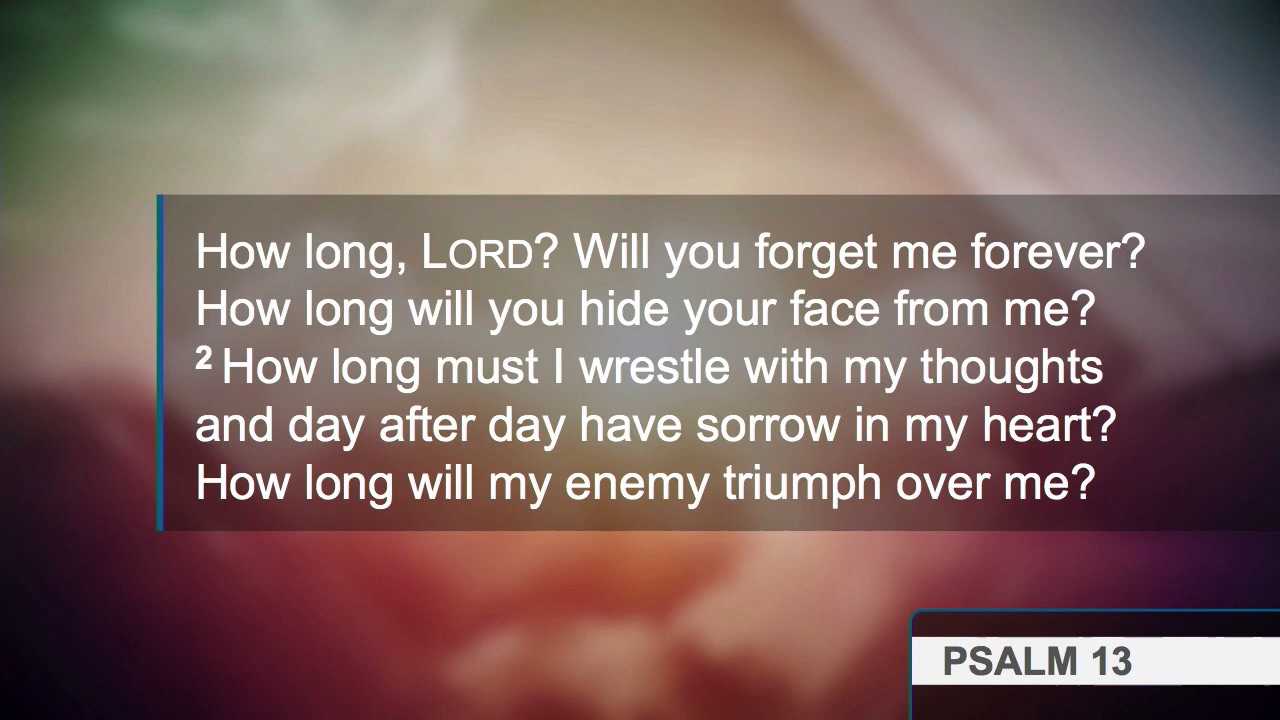 How long, LORD? Will you forget me forever?
How long will you hide your face from me?
² How long must I wrestle with my thoughts
and day after day have sorrow in my heart?
How long will my enemy triumph over me?
PSALM 13